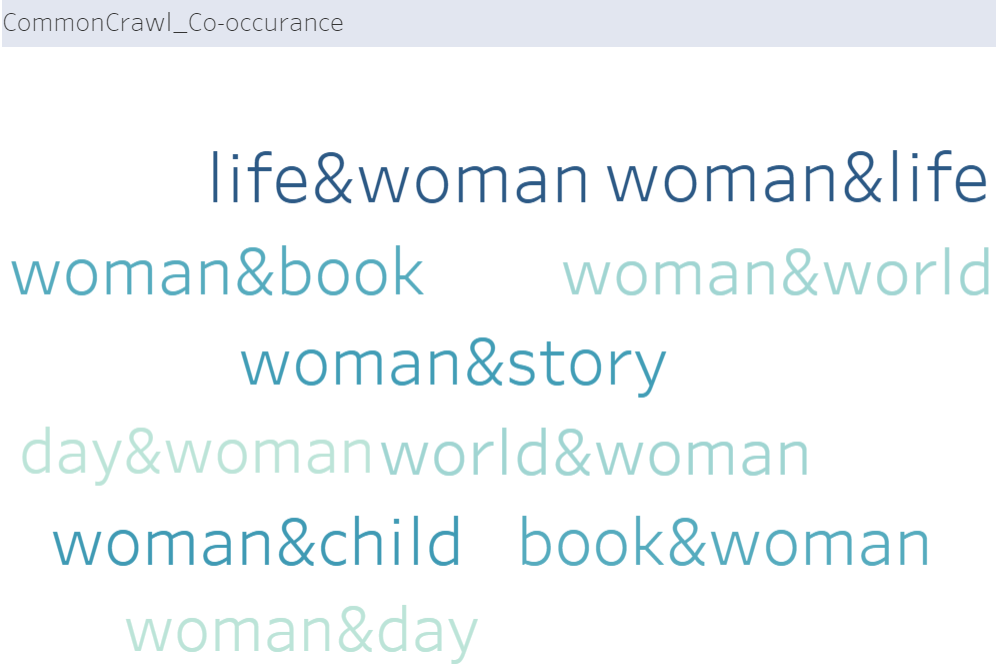 CommonCrawl_Co-occurance
life&woman woman&life
woman&book woman&world
woman&story
day&woman world&woman
woman&child book&woman
woman&day